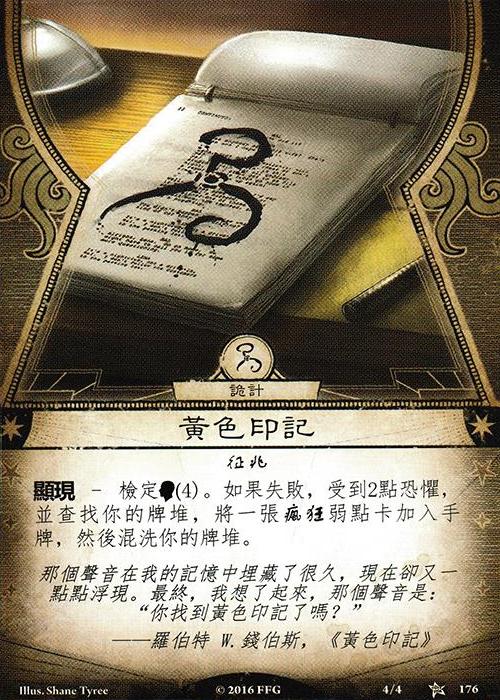 詭計
黃色印記
征兆
顯現 – 檢定(4)。如果失敗，受到2點恐懼，
並查找你的牌堆，將一張瘋狂弱點卡加入手
牌，然後混洗你的牌堆。
那個聲音在我的記憶中埋藏了很久，現在卻又一
點點浮現。最終，我想了起來，那個聲音是：
“你找到黃色印記了嗎？”
——羅伯特 W. 錢伯斯，《黃色印記》
Illus. Shane Tyree
© 2016 FFG
4/4
176